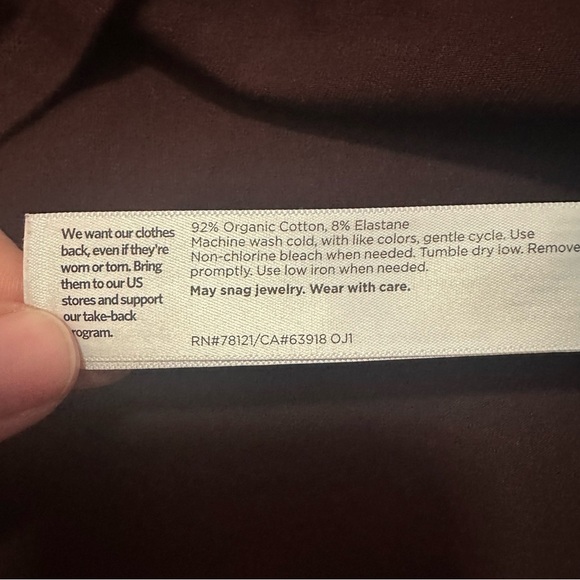 We want our clothes
back, even if they're
worn or torn. Bring
them to our US
stores and support
our take-back
rogram.
92% Organic Cotton, 8% Elastane
Machine wash cold, with like colors, gentle cycle. Use
Non-chlorine bleach when needed. Tumble dry low. Remove
promptly. Use low iron when needed.
May snag jewelry. Wear with care.
RN#78121/CA#63918 OJ1